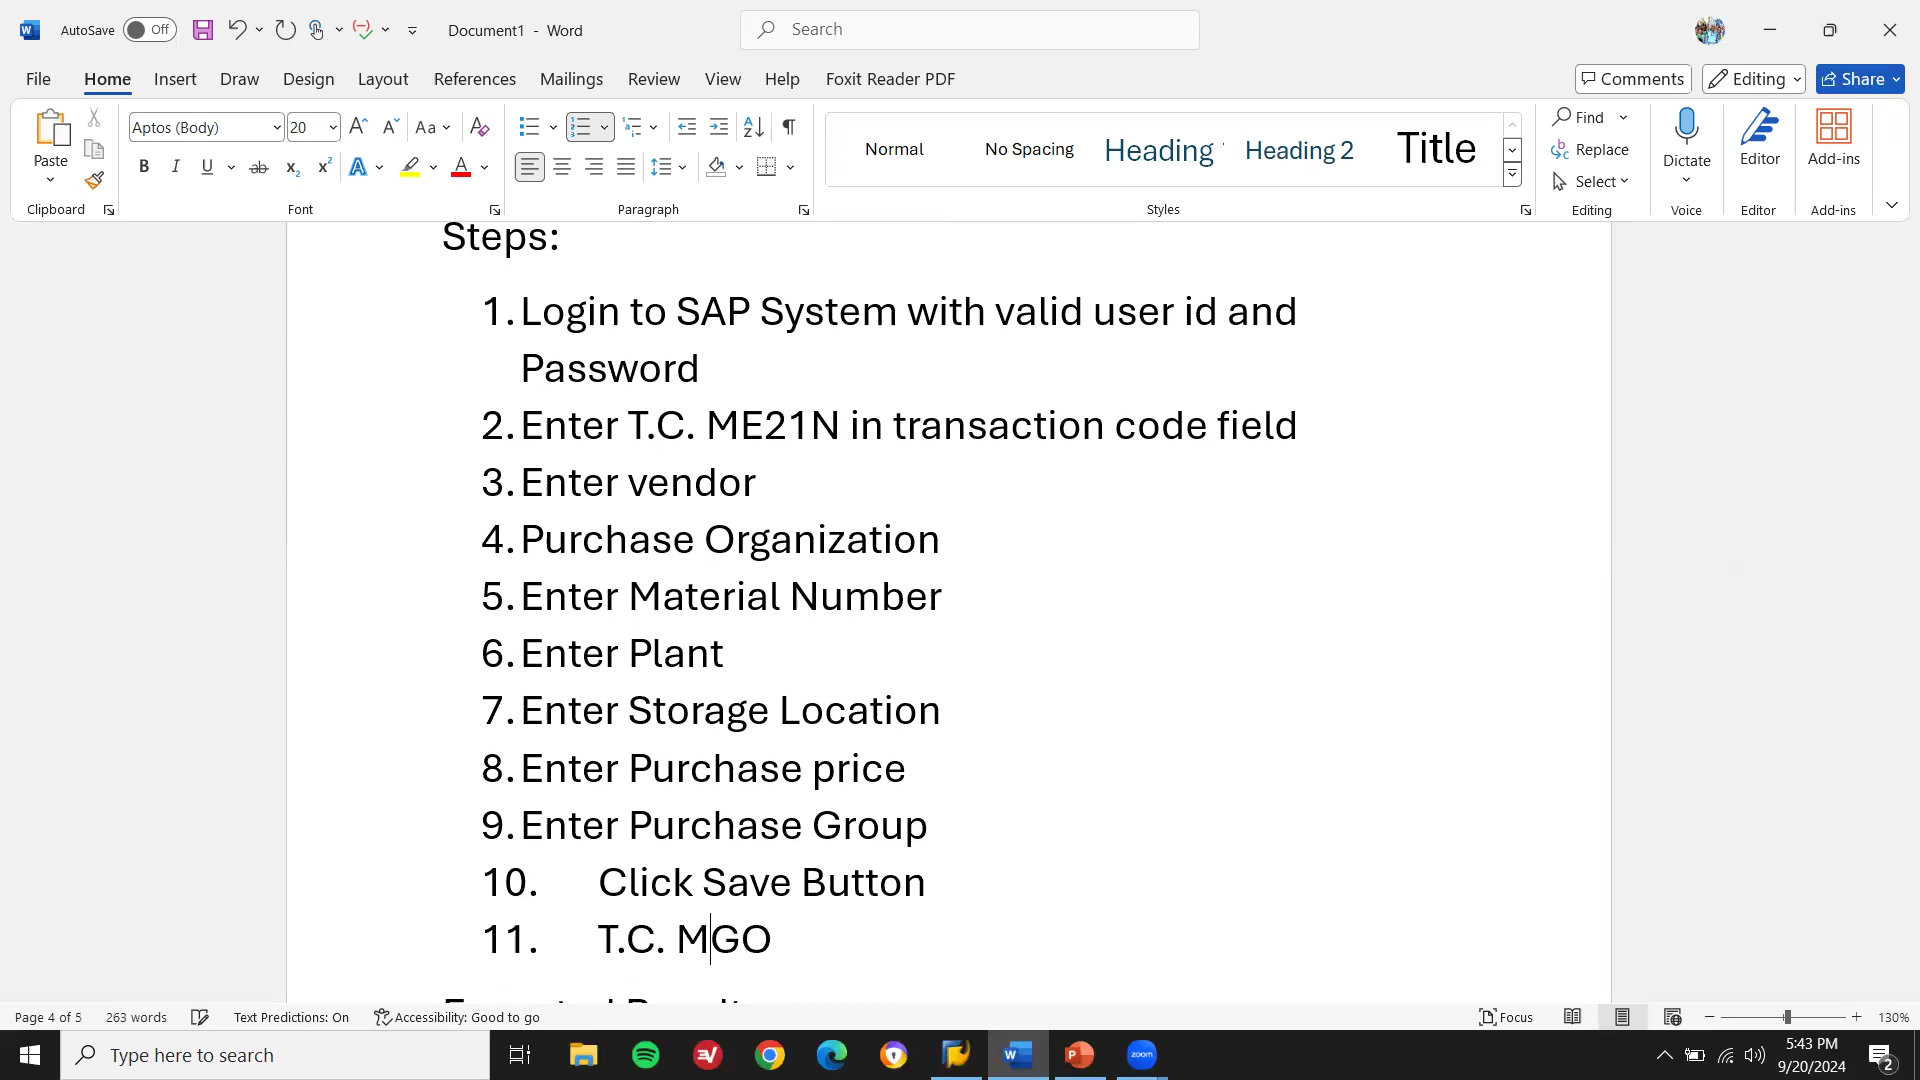 AutoSave Off Document1 - Word Search
File Home Insert Draw Design Layout References Mailings Review View Help Foxit Reader PDF Comments Editing Share
Paste Aptos (Body) 20 Aa Normal No Spacing Heading Heading 2 Title Find Replace Select Dictate Editor Add-ins
Clipboard Font Paragraph Styles Editing Voice Editor Add-ins
Steps:
1. Login to SAP System with valid user id and
Password
2. Enter T.C. ME21N in transaction code field
3. Enter vendor
4. Purchase Organization
5. Enter Material Number
6. Enter Plant
7. Enter Storage Location
8. Enter Purchase price
9. Enter Purchase Group
10. Click Save Button
11. T.C. MGO
Page 4 of 5 263 words Text Predictions: On Accessibility: Good to go Focus 130%
Type here to search zoom 5:43 PM
9/20/2024 2